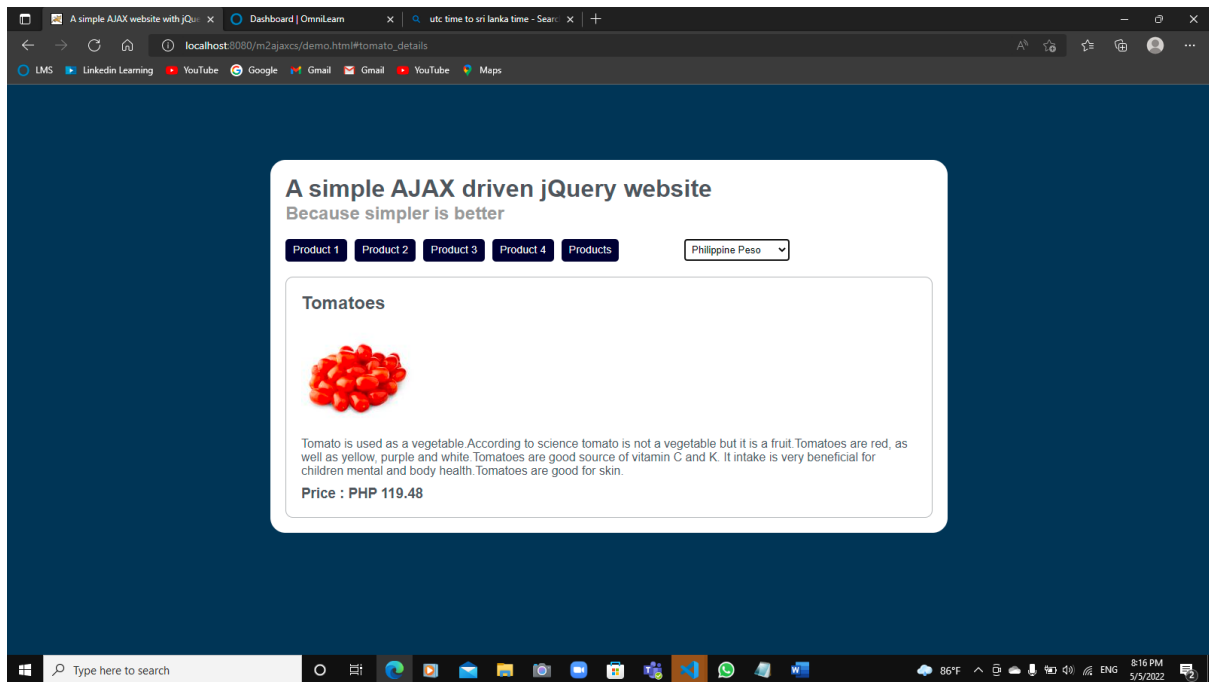 A simple AJAX website with jQue
Dashboard | OmniLearn
utc time to sri lanka time - Searc
localhost:8080/m2ajaxcs/demo.html#tomato_details
LMS
Linkedin Learning
YouTube
Google
Gmail
Gmail
YouTube
Maps
A simple AJAX driven jQuery website
Because simpler is better
Product 1
Product 2
Product 3
Product 4
Products
Philippine Peso
Tomatoes
Tomato is used as a vegetable.According to science tomato is not a vegetable but it is a fruit.Tomatoes are red, as
well as yellow, purple and white.Tomatoes are good source of vitamin C and K. It intake is very beneficial for
children mental and body health.Tomatoes are good for skin.
Price : PHP 119.48
Type here to search
86°F
ENG
8:16 PM
5/5/2022
2